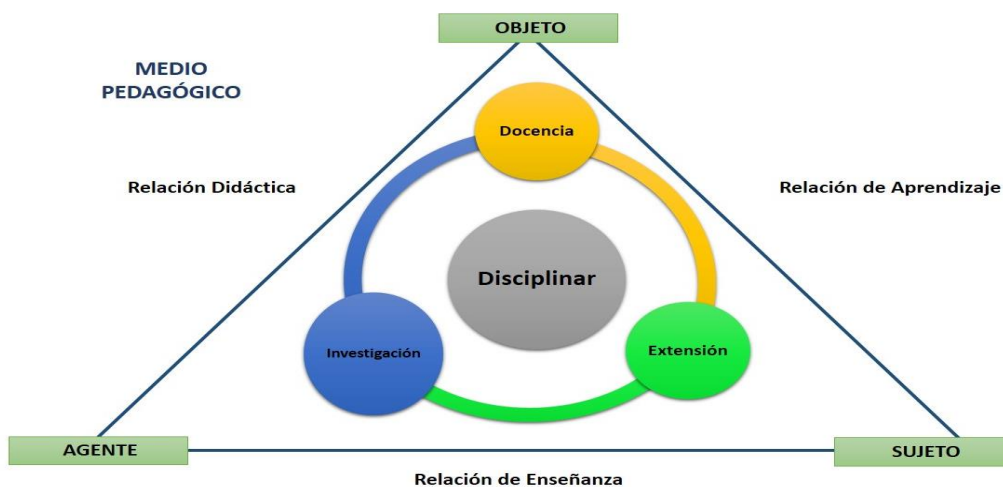 OBJETO
MEDIO
PEDAGÓGICO
Docencia
Relación Didáctica
Relación de Aprendizaje
Disciplinar
Investigación
Extensión
AGENTE
SUJETO
Relación de Enseñanza